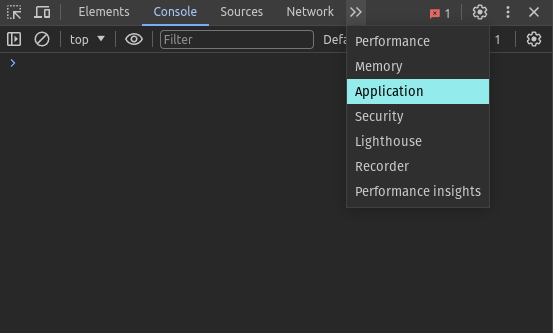 Elements Console Sources Network 1
top Filter Defa 1
Performance
Memory
Application
Security
Lighthouse
Recorder
Performance insights